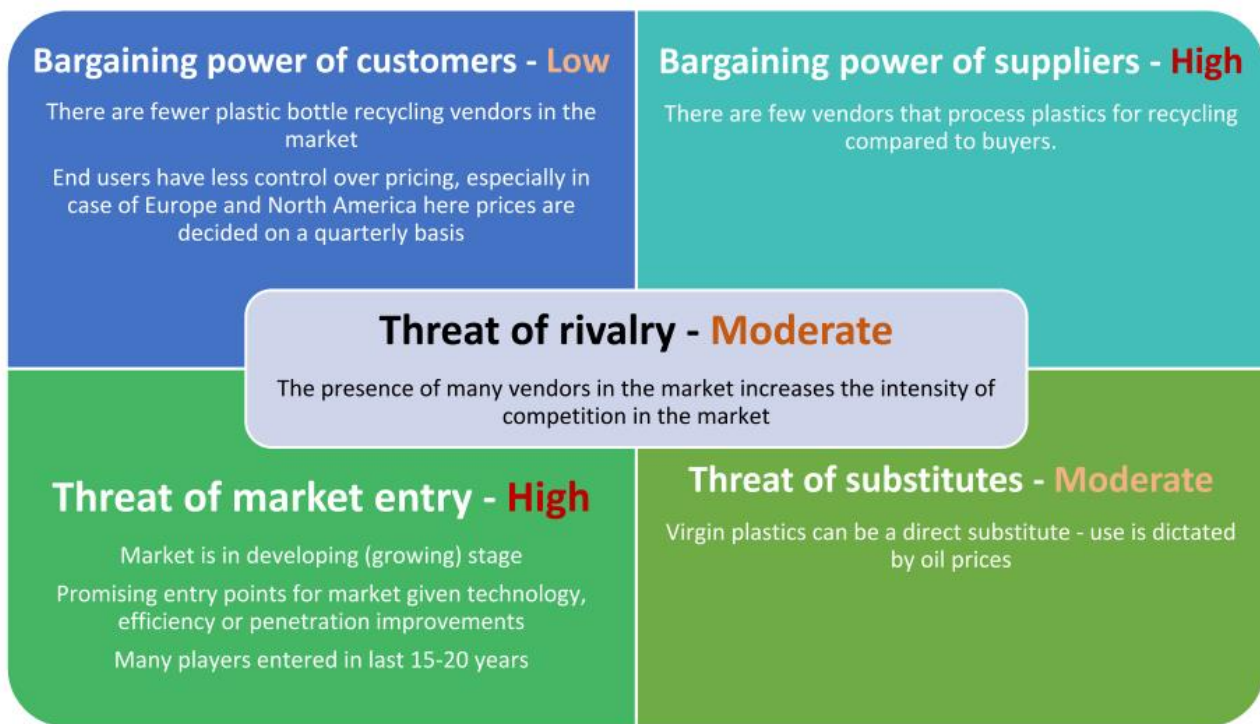 Bargaining power of customers - Low
There are fewer plastic bottle recycling vendors in the
market
End users have less control over pricing, especially in
case of Europe and North America here prices are
decided on a quarterly basis
Bargaining power of suppliers - High
There are few vendors that process plastics for recycling
compared to buyers.
Threat of rivalry - Moderate
The presence of many vendors in the market increases the intensity of
competition in the market
Threat of market entry - High
Market is in developing (growing) stage
Promising entry points for market given technology,
efficiency or penetration improvements
Many players entered in last 15-20 years
Threat of substitutes - Moderate
Virgin plastics can be a direct substitute - use is dictated
by oil prices